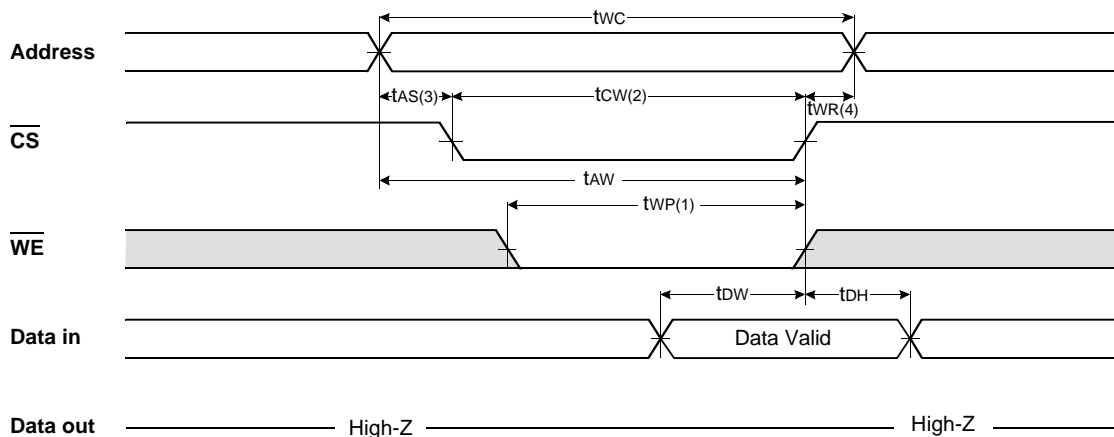 tWC
Address
tAS(3) tCW(2) tWR(4)
CS
tAW
tWP(1)
WE
tDW tDH
Data in Data Valid
Data out High-Z High-Z